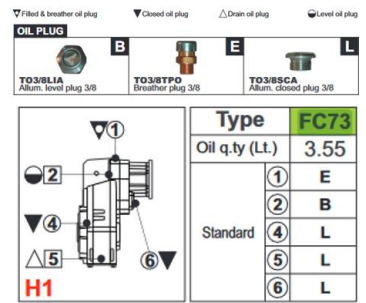 Filled & breather oil plug
Closed oil plug
Drain oil plug
Level oil plug
OIL PLUG
B
TO3/8LIA
Allum. level plug 3/8
E
TO3/8TPO
Breather plug 3/8
L
TO3/8SCA
Allum. closed plug 3/8
1
2
4
5
6
H1
Type FC73
Oil q.ty (Lt.) 3.55
Standard
1 E
2 B
4 L
5 L
6 L